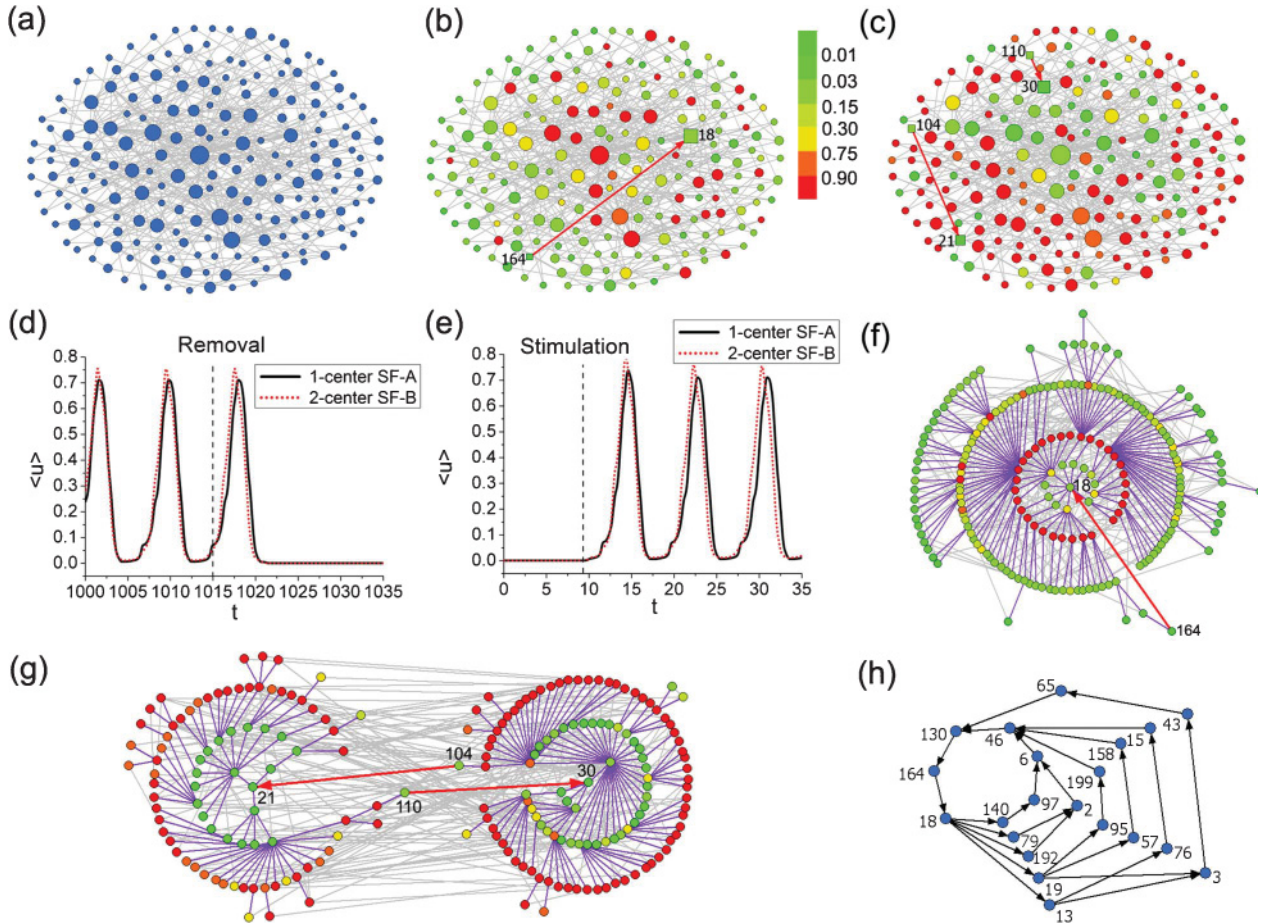 (a)
(b)
(c)
18
164
0.01
0.03
0.15
0.30
0.75
0.90
110
30
104
21
(d)
Removal
1-center SF-A
2-center SF-B
<u>
0.8
0.7
0.6
0.5
0.4
0.3
0.2
0.1
0.0
1000 1005 1010 1015 1020 1025 1030 1035
t
(e)
Stimulation
1-center SF-A
2-center SF-B
<u>
0.8
0.7
0.6
0.5
0.4
0.3
0.2
0.1
0.0
0 5 10 15 20 25 30 35
t
(f)
18
164
(g)
104
21
110
30
(h)
65
43
130
46
15
6
158
164
199
140
97
2
18
79
95
57
76
192
19
3
13